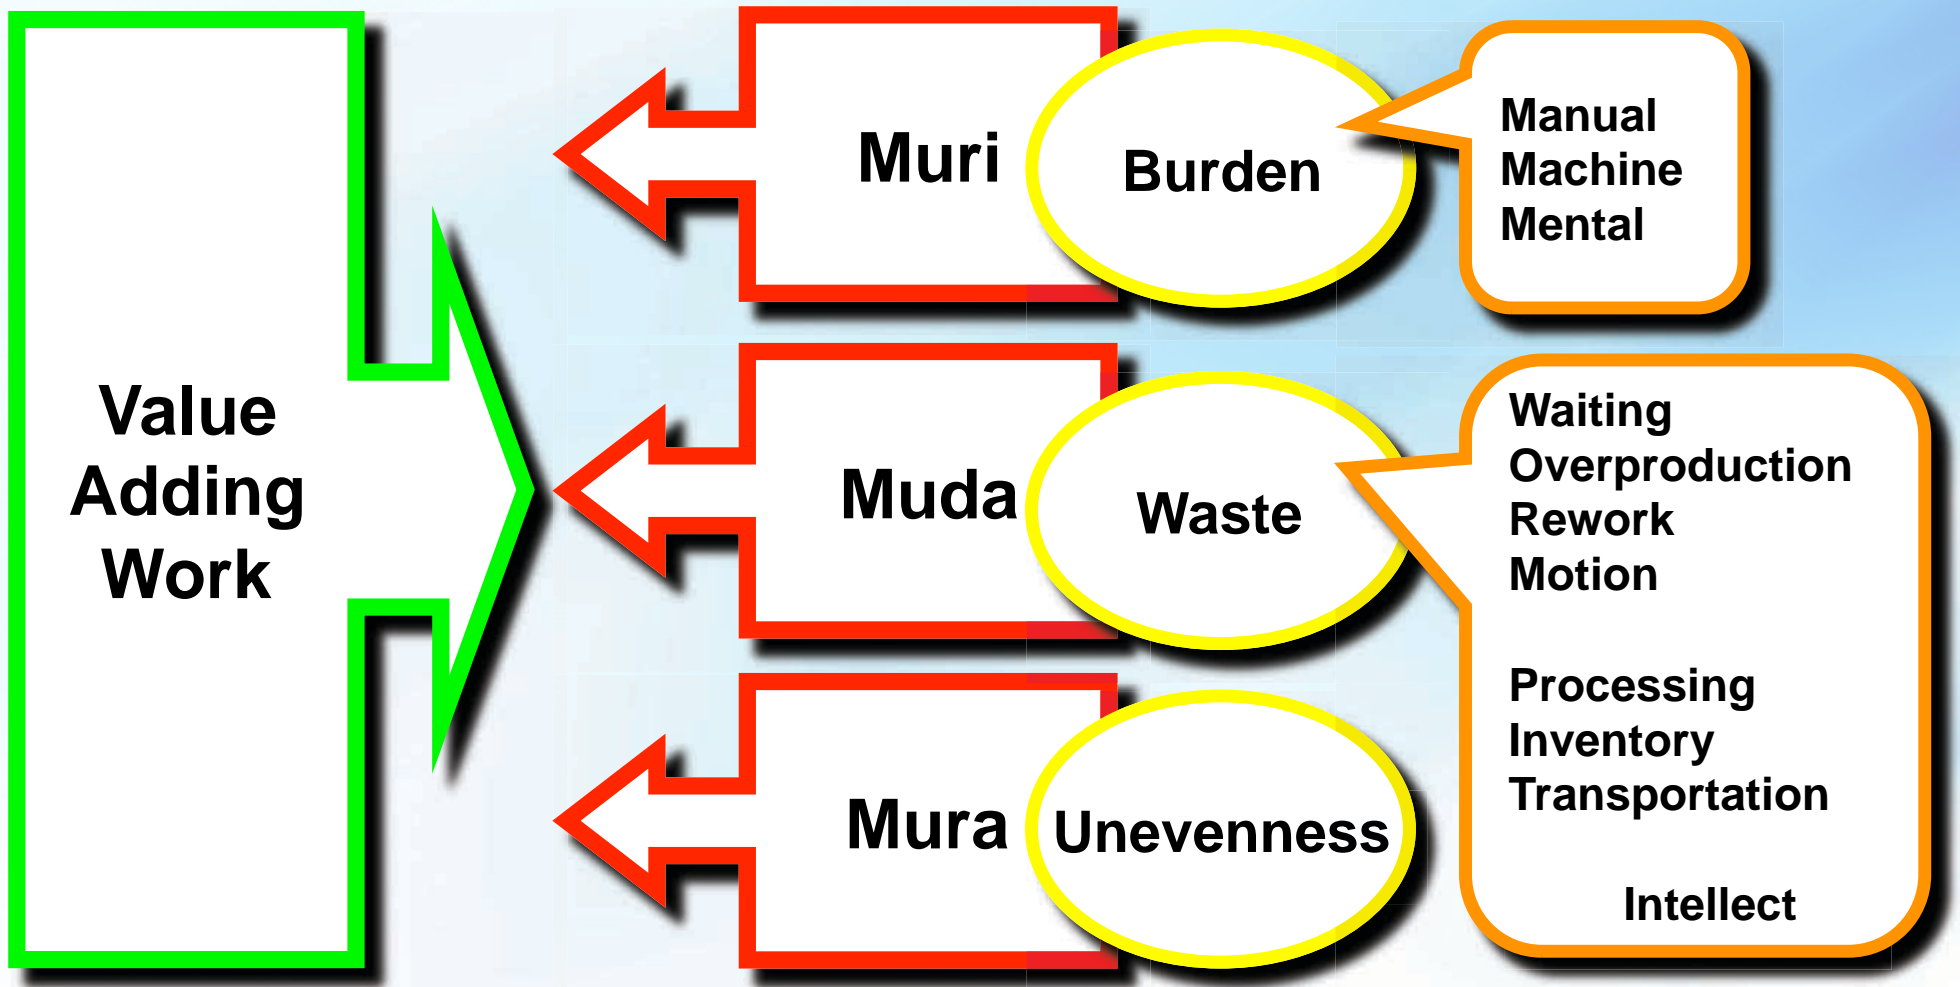 Value
Adding
Work
Muri
Burden
Manual
Machine
Mental
Muda
Waste
Waiting
Overproduction
Rework
Motion
Processing
Inventory
Transportation
Intellect
Mura
Unevenness